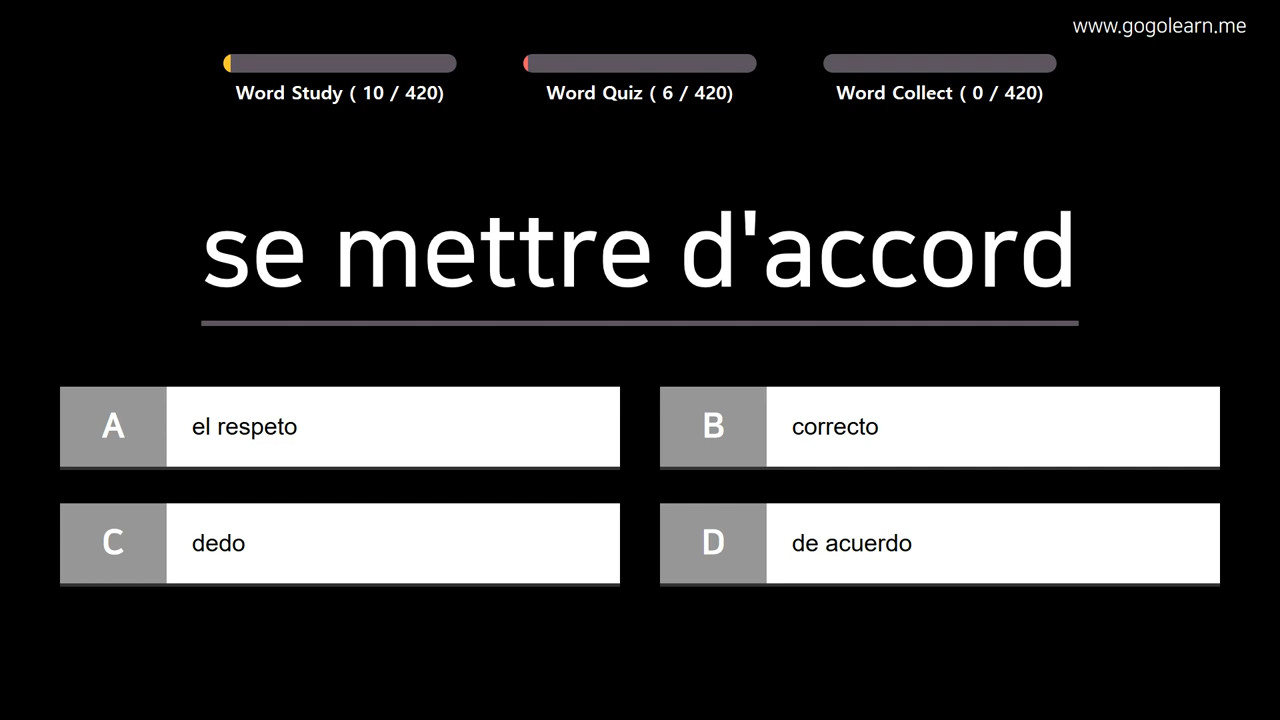 www.gogolearn.me
Word Study ( 10 / 420)
Word Quiz ( 6 / 420)
Word Collect ( 0 / 420)
se mettre d'accord
A el respeto
B correcto
C dedo
D de acuerdo